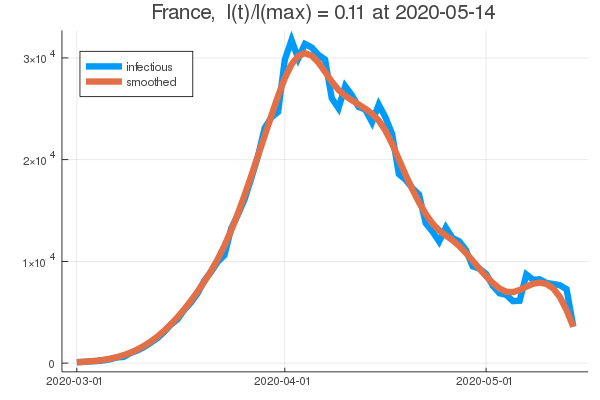 France, I(t)/I(max) = 0.11 at 2020-05-14
infectious
smoothed
3×10⁴
2×10⁴
1×10⁴
0
2020-03-01 2020-04-01 2020-05-01